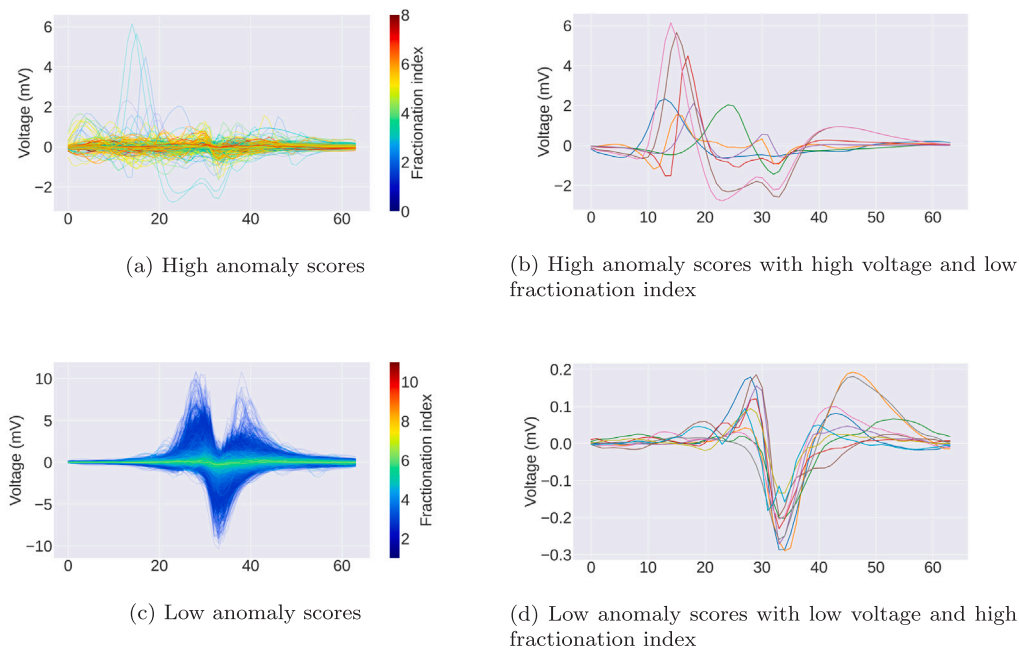 6
4
2
0
−2
Voltage (mV)
0 20 40 60
8
6
4
2
0
Fractionation index
(a) High anomaly scores
6
4
2
0
−2
Voltage (mV)
0 10 20 30 40 50 60
(b) High anomaly scores with high voltage and low
fractionation index
10
5
0
−5
−10
Voltage (mV)
0 20 40 60
10
8
6
4
2
Fractionation index
(c) Low anomaly scores
0.2
0.1
0.0
−0.1
−0.2
−0.3
Voltage (mV)
0 10 20 30 40 50 60
(d) Low anomaly scores with low voltage and high
fractionation index